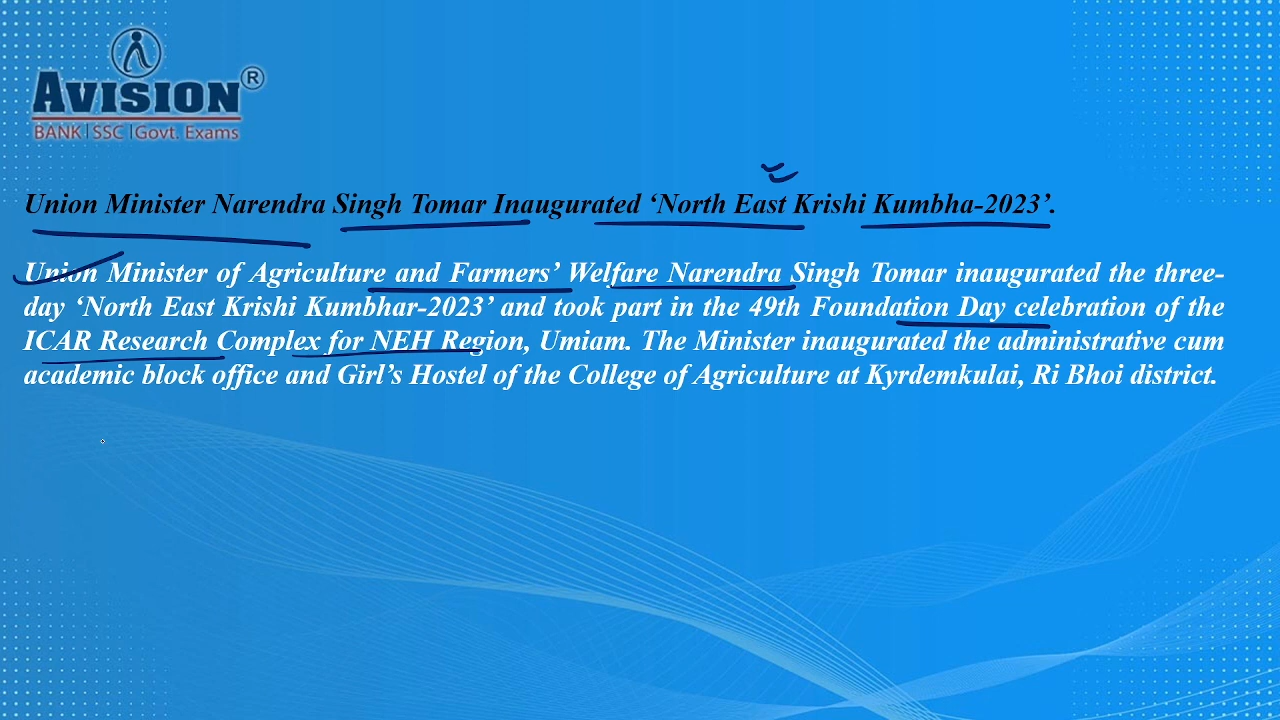 AVISION®
BANK|SSC|Govt. Exams
Union Minister Narendra Singh Tomar Inaugurated ‘North East Krishi Kumbha-2023’.
Union Minister of Agriculture and Farmers’ Welfare Narendra Singh Tomar inaugurated the three-
day ‘North East Krishi Kumbhar-2023’ and took part in the 49th Foundation Day celebration of the
ICAR Research Complex for NEH Region, Umiam. The Minister inaugurated the administrative cum
academic block office and Girl’s Hostel of the College of Agriculture at Kyrdemkulai, Ri Bhoi district.